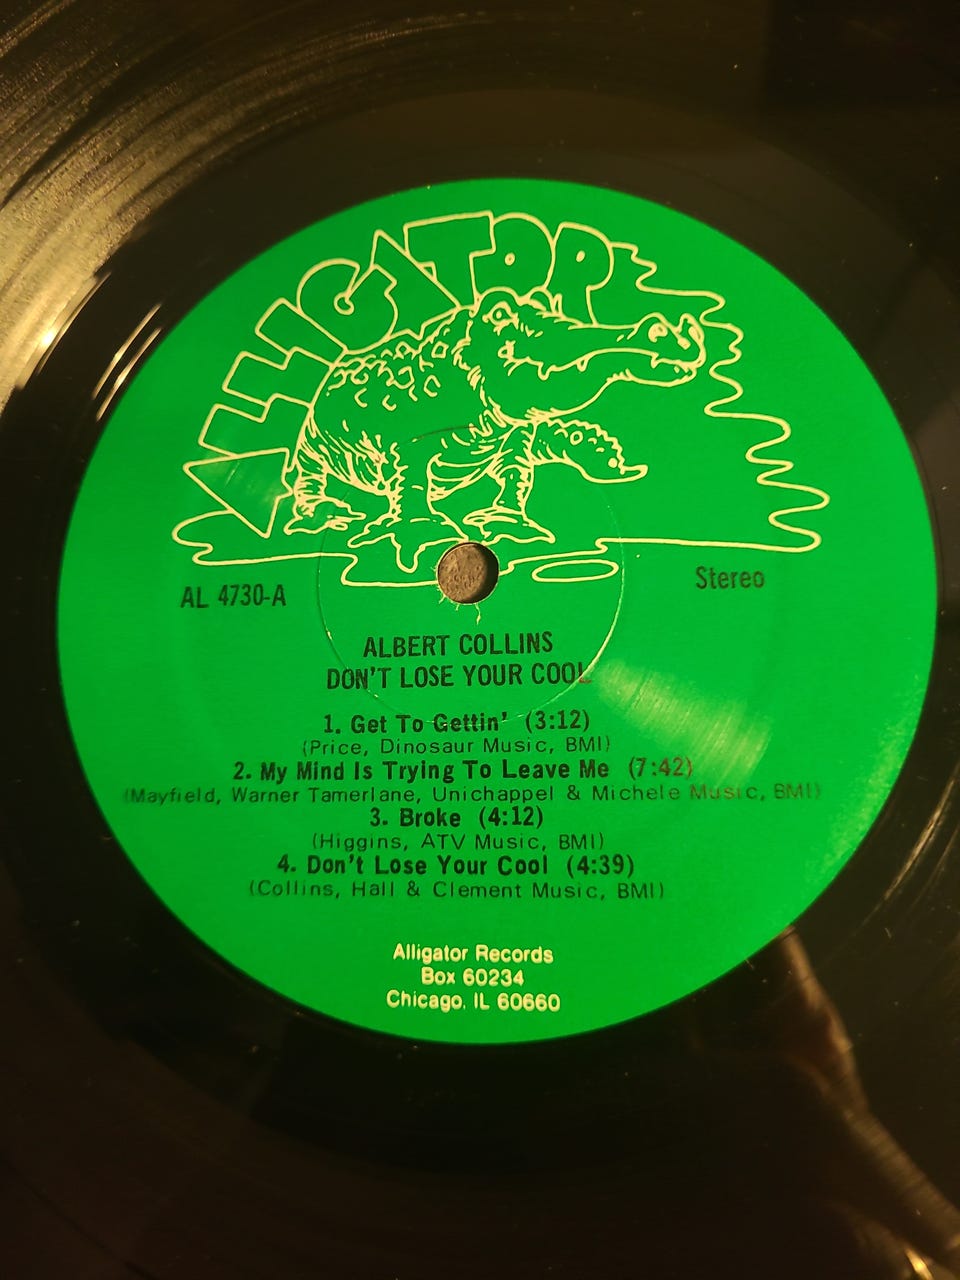 ALLIGATOR
AL 4730-A
Stereo
ALBERT COLLINS
DON'T LOSE YOUR COOL
1. Get To Gettin' (3:12)
(Price, Dinosaur Music, BMI)
2. My Mind Is Trying To Leave Me (7:42)
(Mayfield, Warner Tamerlane, Unichappel & Michele Music, BMI)
3. Broke (4:12)
(Higgins, ATV Music, BMI)
4. Don't Lose Your Cool (4:39)
(Collins, Hall & Clement Music, BMI)
Alligator Records
Box 60234
Chicago, IL 60660